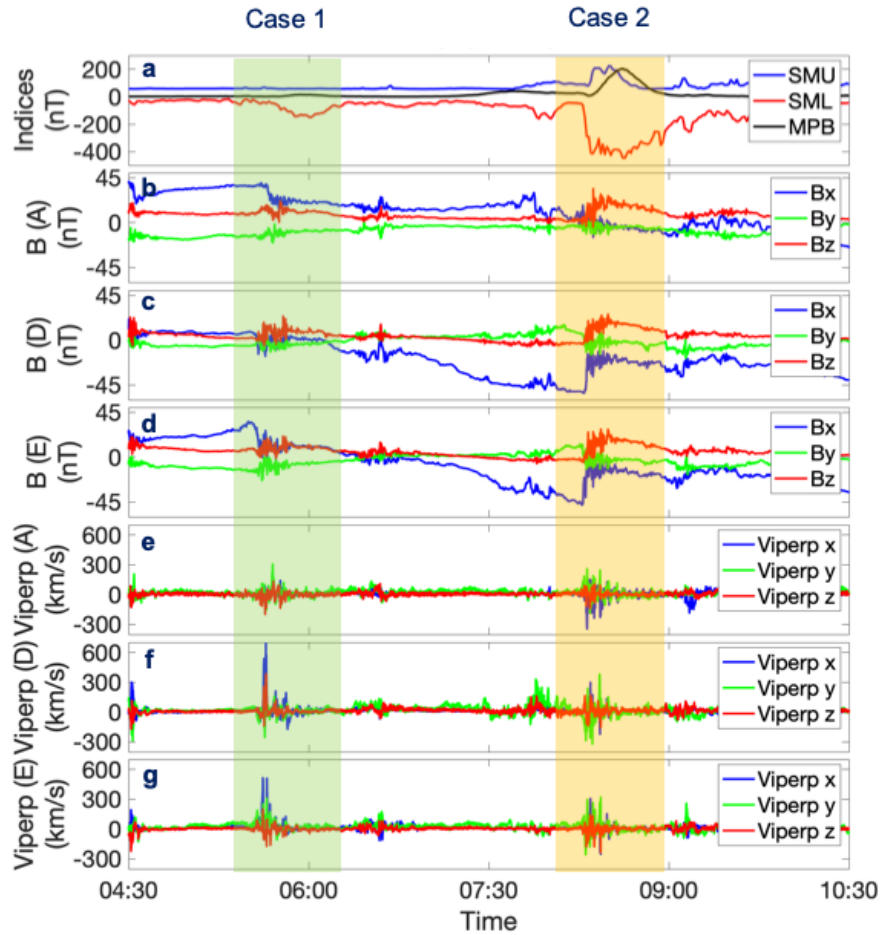 Case 1 Case 2
a
200
0
-200
-400
Indices
(nT)
SMU
SML
MPB
b
45
0
-45
B (A)
(nT)
Bx
By
Bz
c
45
0
-45
B (D)
(nT)
Bx
By
Bz
d
45
0
-45
B (E)
(nT)
Bx
By
Bz
e
600
300
0
-300
Viperp (A)
(km/s)
Viperp x
Viperp y
Viperp z
f
600
300
0
-300
Viperp (D)
(km/s)
Viperp x
Viperp y
Viperp z
g
600
300
0
-300
Viperp (E)
(km/s)
Viperp x
Viperp y
Viperp z
04:30 06:00 07:30 09:00 10:30
Time